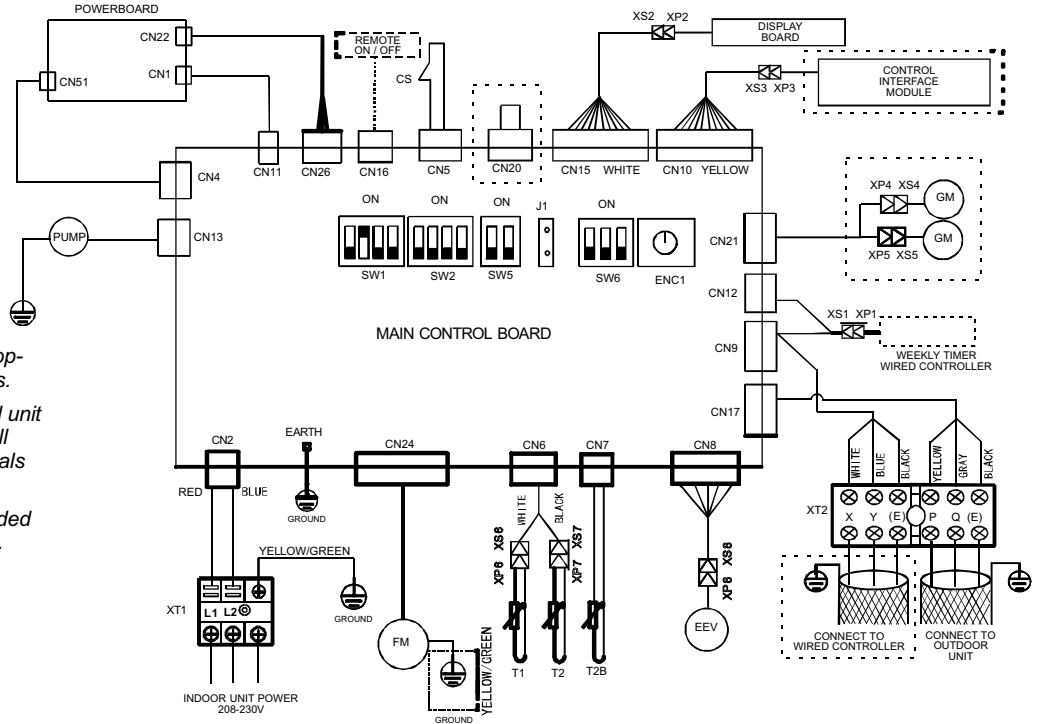 POWERBOARD
CN22
CN1
CN51
REMOTE
ON / OFF
CS
XS2 XP2
DISPLAY
BOARD
XS3 XP3
CONTROL
INTERFACE
MODULE
CN4
CN11
CN26
CN16
CN5
CN20
CN15 WHITE
CN10 YELLOW
CN13
PUMP
ON
SW1
ON
SW2
ON
SW5
J1
ON
SW6
ENC1
CN21
XP4 XS4
GM
XP5 XS5
GM
CN12
CN9
XS1 XP1
WEEKLY TIMER
WIRED CONTROLLER
CN17
MAIN CONTROL BOARD
op-
s.
l unit
ll
als
ded
.
CN2
EARTH
CN24
CN6
CN7
CN8
RED
BLUE
GROUND
WHITE
BLACK
YELLOW/GREEN
GROUND
XT1
L1 L2
INDOOR UNIT POWER
208-230V
FM
YELLOW/GREEN
GROUND
XP6 XS6
XP7 XS7
T1
T2
T2B
XP8 XS8
EEV
WHITE
BLUE
BLACK
YELLOW
GRAY
BLACK
XT2
X Y (E) P Q (E)
CONNECT TO
WIRED CONTROLLER
CONNECT TO
OUTDOOR
UNIT